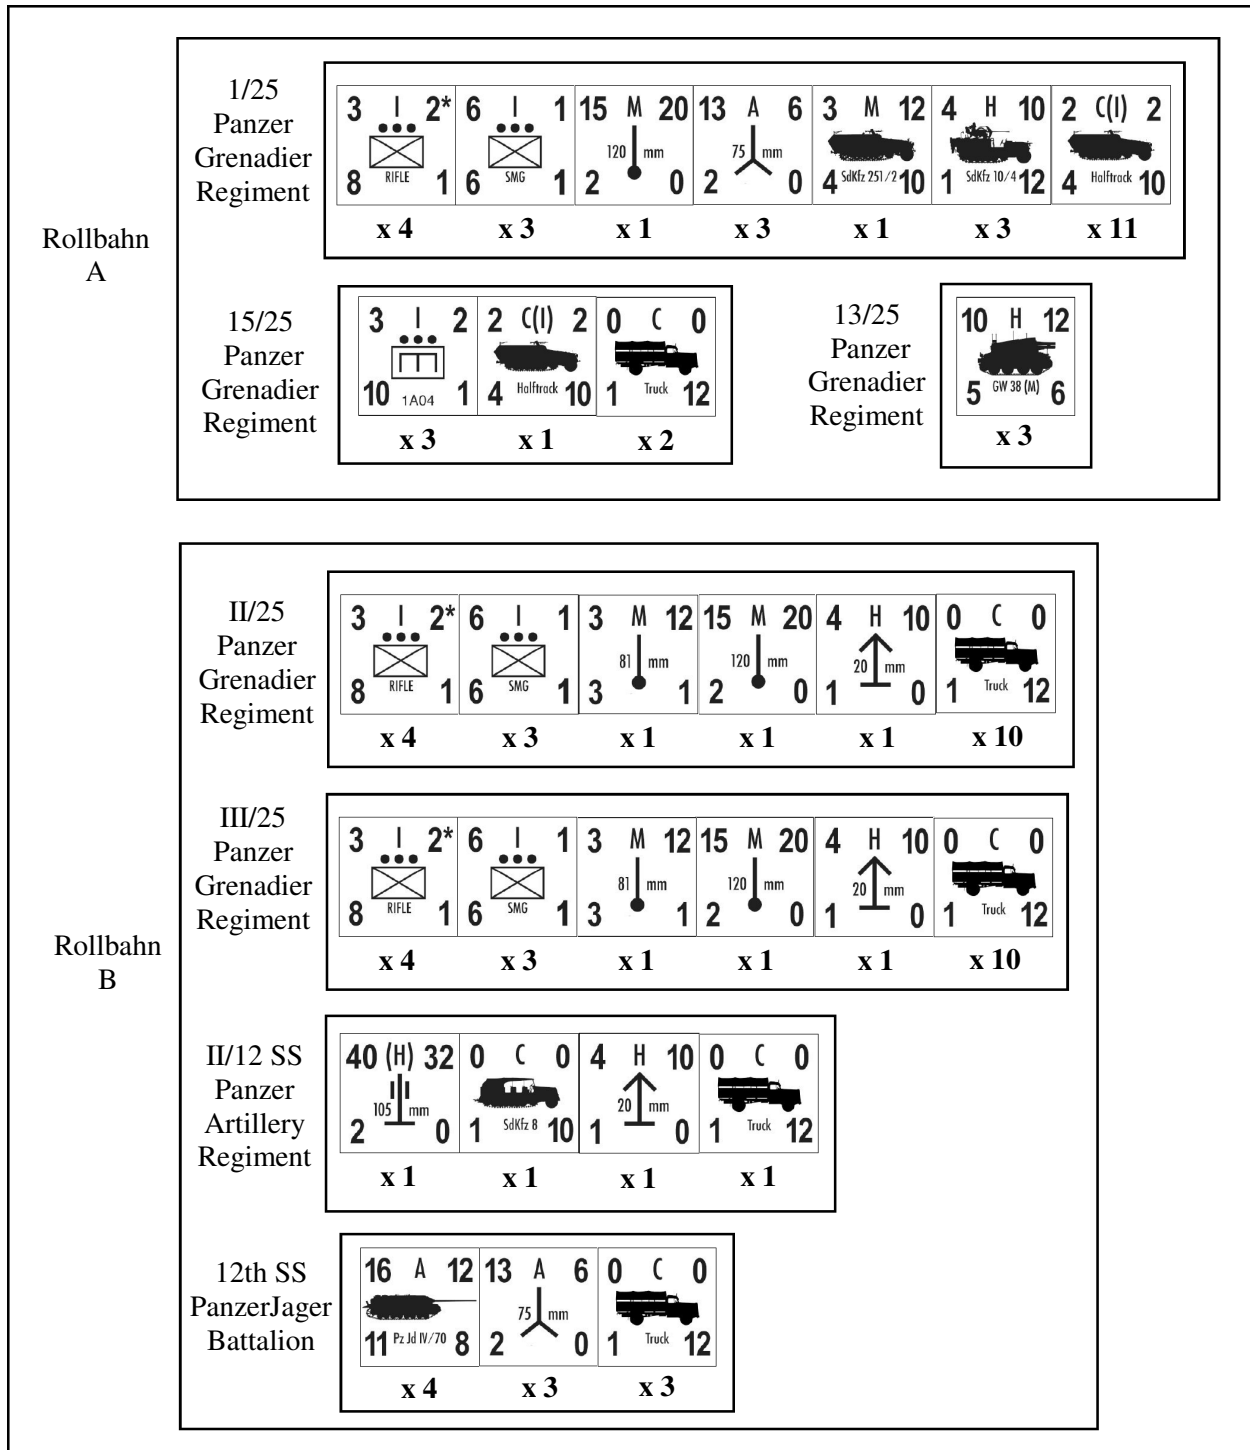 Rollbahn
A
1/25
Panzer
Grenadier
Regiment
3 I 2*
RIFLE
8 1
x 4
6 I 1
SMG
6 1
x 3
15 M 20
120 mm
2 0
x 1
13 A 6
75 mm
2 0
x 3
3 M 12
4 SdKfz 251/2 10
x 1
4 H 10
1 SdKfz 10/4 12
x 3
2 C(I) 2
4 Halftrack 10
x 11
15/25
Panzer
Grenadier
Regiment
3 I 2
10 1A04 1
x 3
2 C(I) 2
4 Halftrack 10
x 1
0 C 0
1 Truck 12
x 2
13/25
Panzer
Grenadier
Regiment
10 H 12
5 GW 38 (M) 6
x 3
Rollbahn
B
II/25
Panzer
Grenadier
Regiment
3 I 2*
RIFLE
8 1
x 4
6 I 1
SMG
6 1
x 3
3 M 12
81 mm
3 1
x 1
15 M 20
120 mm
2 0
x 1
4 H 10
20 mm
1 0
x 1
0 C 0
1 Truck 12
x 10
III/25
Panzer
Grenadier
Regiment
3 I 2*
RIFLE
8 1
x 4
6 I 1
SMG
6 1
x 3
3 M 12
81 mm
3 1
x 1
15 M 20
120 mm
2 0
x 1
4 H 10
20 mm
1 0
x 1
0 C 0
1 Truck 12
x 10
II/12 SS
Panzer
Artillery
Regiment
40 (H) 32
105 mm
2 0
x 1
0 C 0
1 SdKfz 8 10
x 1
4 H 10
20 mm
1 0
x 1
0 C 0
1 Truck 12
x 1
12th SS
PanzerJager
Battalion
16 A 12
11 Pz Jd IV/70 8
x 4
13 A 6
75 mm
2 0
x 3
0 C 0
1 Truck 12
x 3